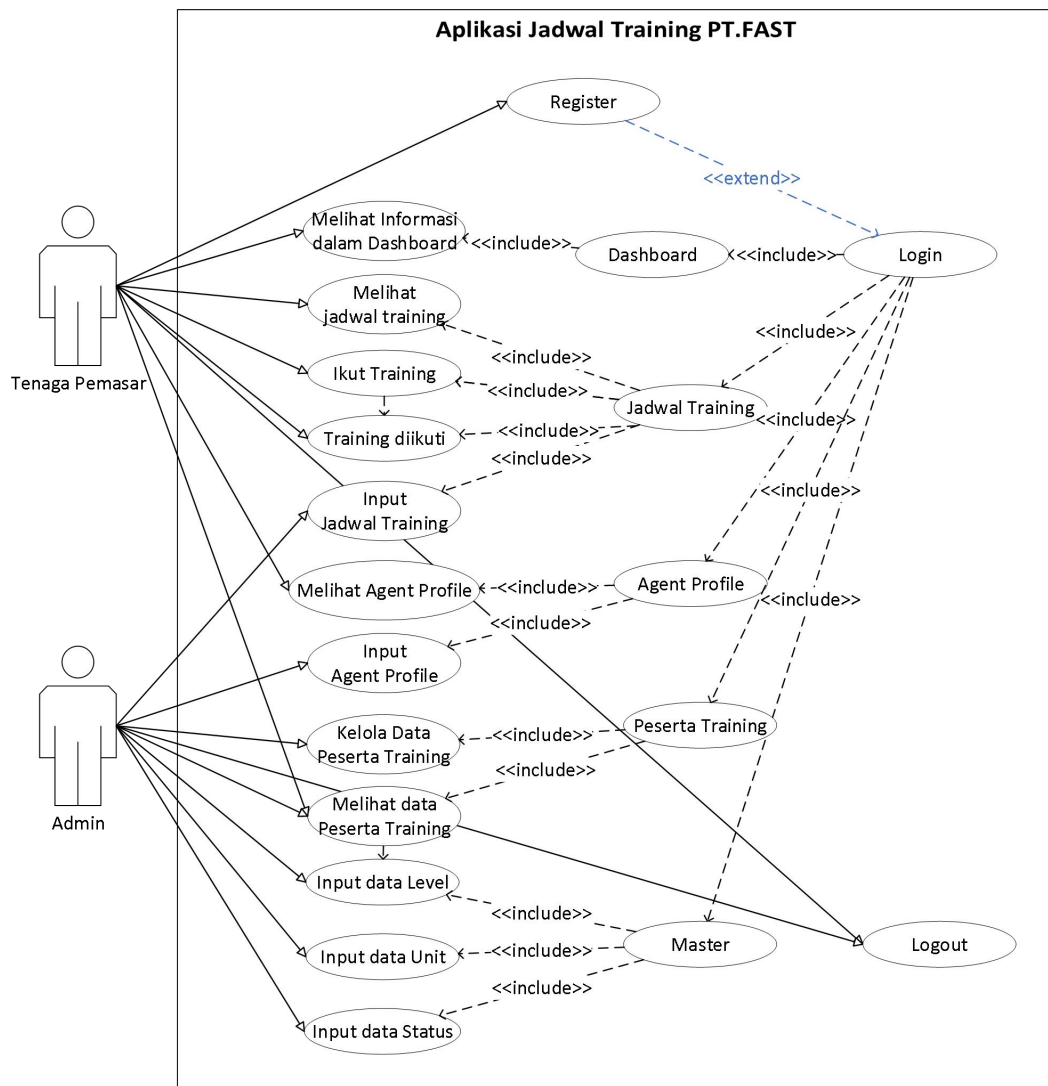 Aplikasi Jadwal Training PT.FAST
Register
<<extend>>
Melihat Informasi
dalam Dashboard
<<include>>
Dashboard
<<include>>
Login
Melihat
jadwal training
<<include>>
<<include>>
Ikut Training
<<include>>
Jadwal Training
<<include>>
Tenaga Pemasar
Training diikuti
<<include>>
<<include>>
Input
Jadwal Training
<<include>>
Melihat Agent Profile
<<include>>
Agent Profile
<<include>>
<<include>>
Input
Agent Profile
Kelola Data
Peserta Training
<<include>>
Peserta Training
<<include>>
Melihat data
Peserta Training
Admin
Input data Level
<<include>>
Input data Unit
<<include>>
Master
Logout
<<include>>
Input data Status